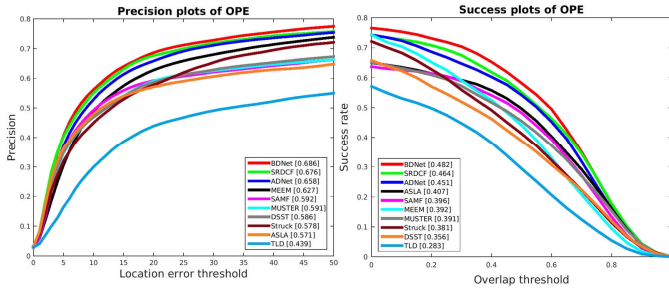 Precision plots of OPE
0.8
0.7
0.6
0.5
0.4
0.3
0.2
0.1
0
Precision
BDNet [0.686]
SRDCF [0.676]
ADNet [0.658]
MEEM [0.627]
SAMF [0.592]
MUSTER [0.591]
DSST [0.586]
Struck [0.578]
ASLA [0.571]
TLD [0.439]
0 5 10 15 20 25 30 35 40 45 50
Location error threshold
Success plots of OPE
0.8
0.7
0.6
0.5
0.4
0.3
0.2
0.1
0
Success rate
BDNet [0.482]
SRDCF [0.464]
ADNet [0.451]
ASLA [0.407]
SAMF [0.396]
MEEM [0.392]
MUSTER [0.391]
Struck [0.381]
DSST [0.356]
TLD [0.283]
0 0.2 0.4 0.6 0.8
Overlap threshold